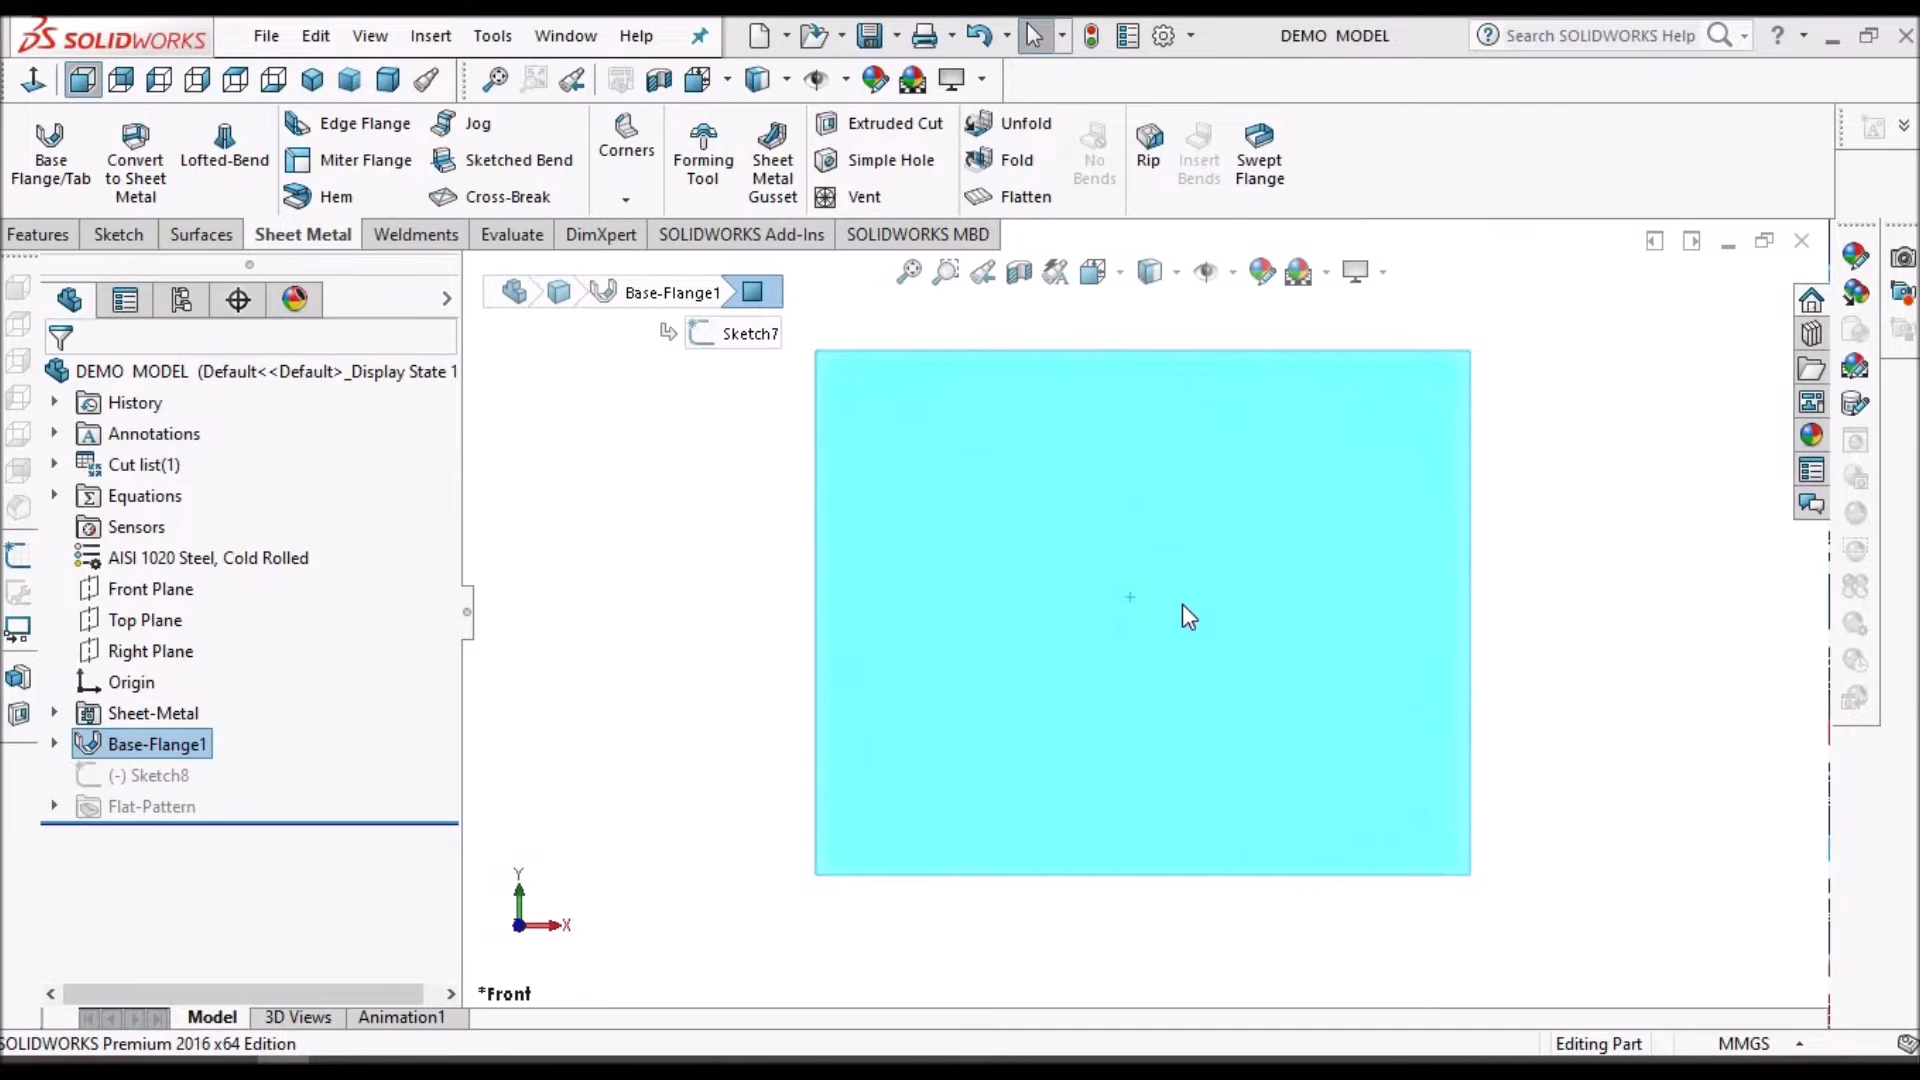 SOLIDWORKS
File Edit View Insert Tools Window Help
DEMO MODEL
Search SOLIDWORKS Help
Base Flange/Tab
Convert to Sheet Metal
Lofted-Bend
Edge Flange
Miter Flange
Hem
Jog
Sketched Bend
Cross-Break
Corners
Forming Tool
Sheet Metal Gusset
Extruded Cut
Simple Hole
Vent
Unfold
Fold
Flatten
No Bends
Rip
Insert Bends
Swept Flange
Features Sketch Surfaces Sheet Metal Weldments Evaluate DimXpert SOLIDWORKS Add-Ins SOLIDWORKS MBD
Base-Flange1
Sketch7
DEMO MODEL (Default<<Default>_Display State 1
History
Annotations
Cut list(1)
Equations
Sensors
AISI 1020 Steel, Cold Rolled
Front Plane
Top Plane
Right Plane
Origin
Sheet-Metal
Base-Flange1
(-) Sketch8
Flat-Pattern
Y
X
*Front
Model 3D Views Animation1
SOLIDWORKS Premium 2016 x64 Edition
Editing Part
MMGS